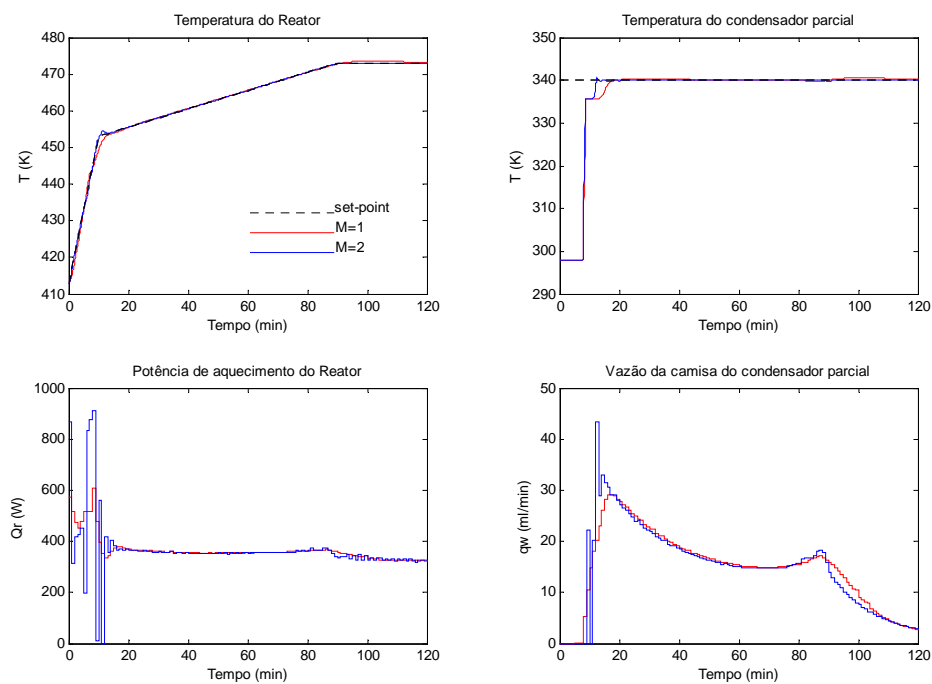 Temperatura do Reator
480
470
460
450
440
430
420
410
T (K)
set-point
M=1
M=2
0 20 40 60 80 100 120
Tempo (min)
Temperatura do condensador parcial
350
340
330
320
310
300
290
T (K)
0 20 40 60 80 100 120
Tempo (min)
Potência de aquecimento do Reator
1000
800
600
400
200
0
Qr (W)
0 20 40 60 80 100 120
Tempo (min)
Vazão da camisa do condensador parcial
50
40
30
20
10
0
qw (ml/min)
0 20 40 60 80 100 120
Tempo (min)